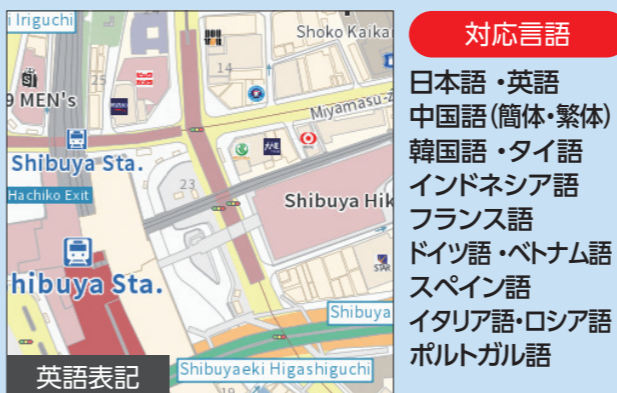 i Iriguchi
Shoko Kaika
25
14
9 MEN's
Miyamasu-
Shibuya Sta.
23
Hachiko Exit
Shibuya Hik
STAR
hibuya Sta.
Shibuya
Shibuyaeki Higashiguchi
19
英語表記
対応言語
日本語・英語
中国語(簡体・繁体)
韓国語・タイ語
インドネシア語
フランス語
ドイツ語・ベトナム語
スペイン語
イタリア語・ロシア語
ポルトガル語